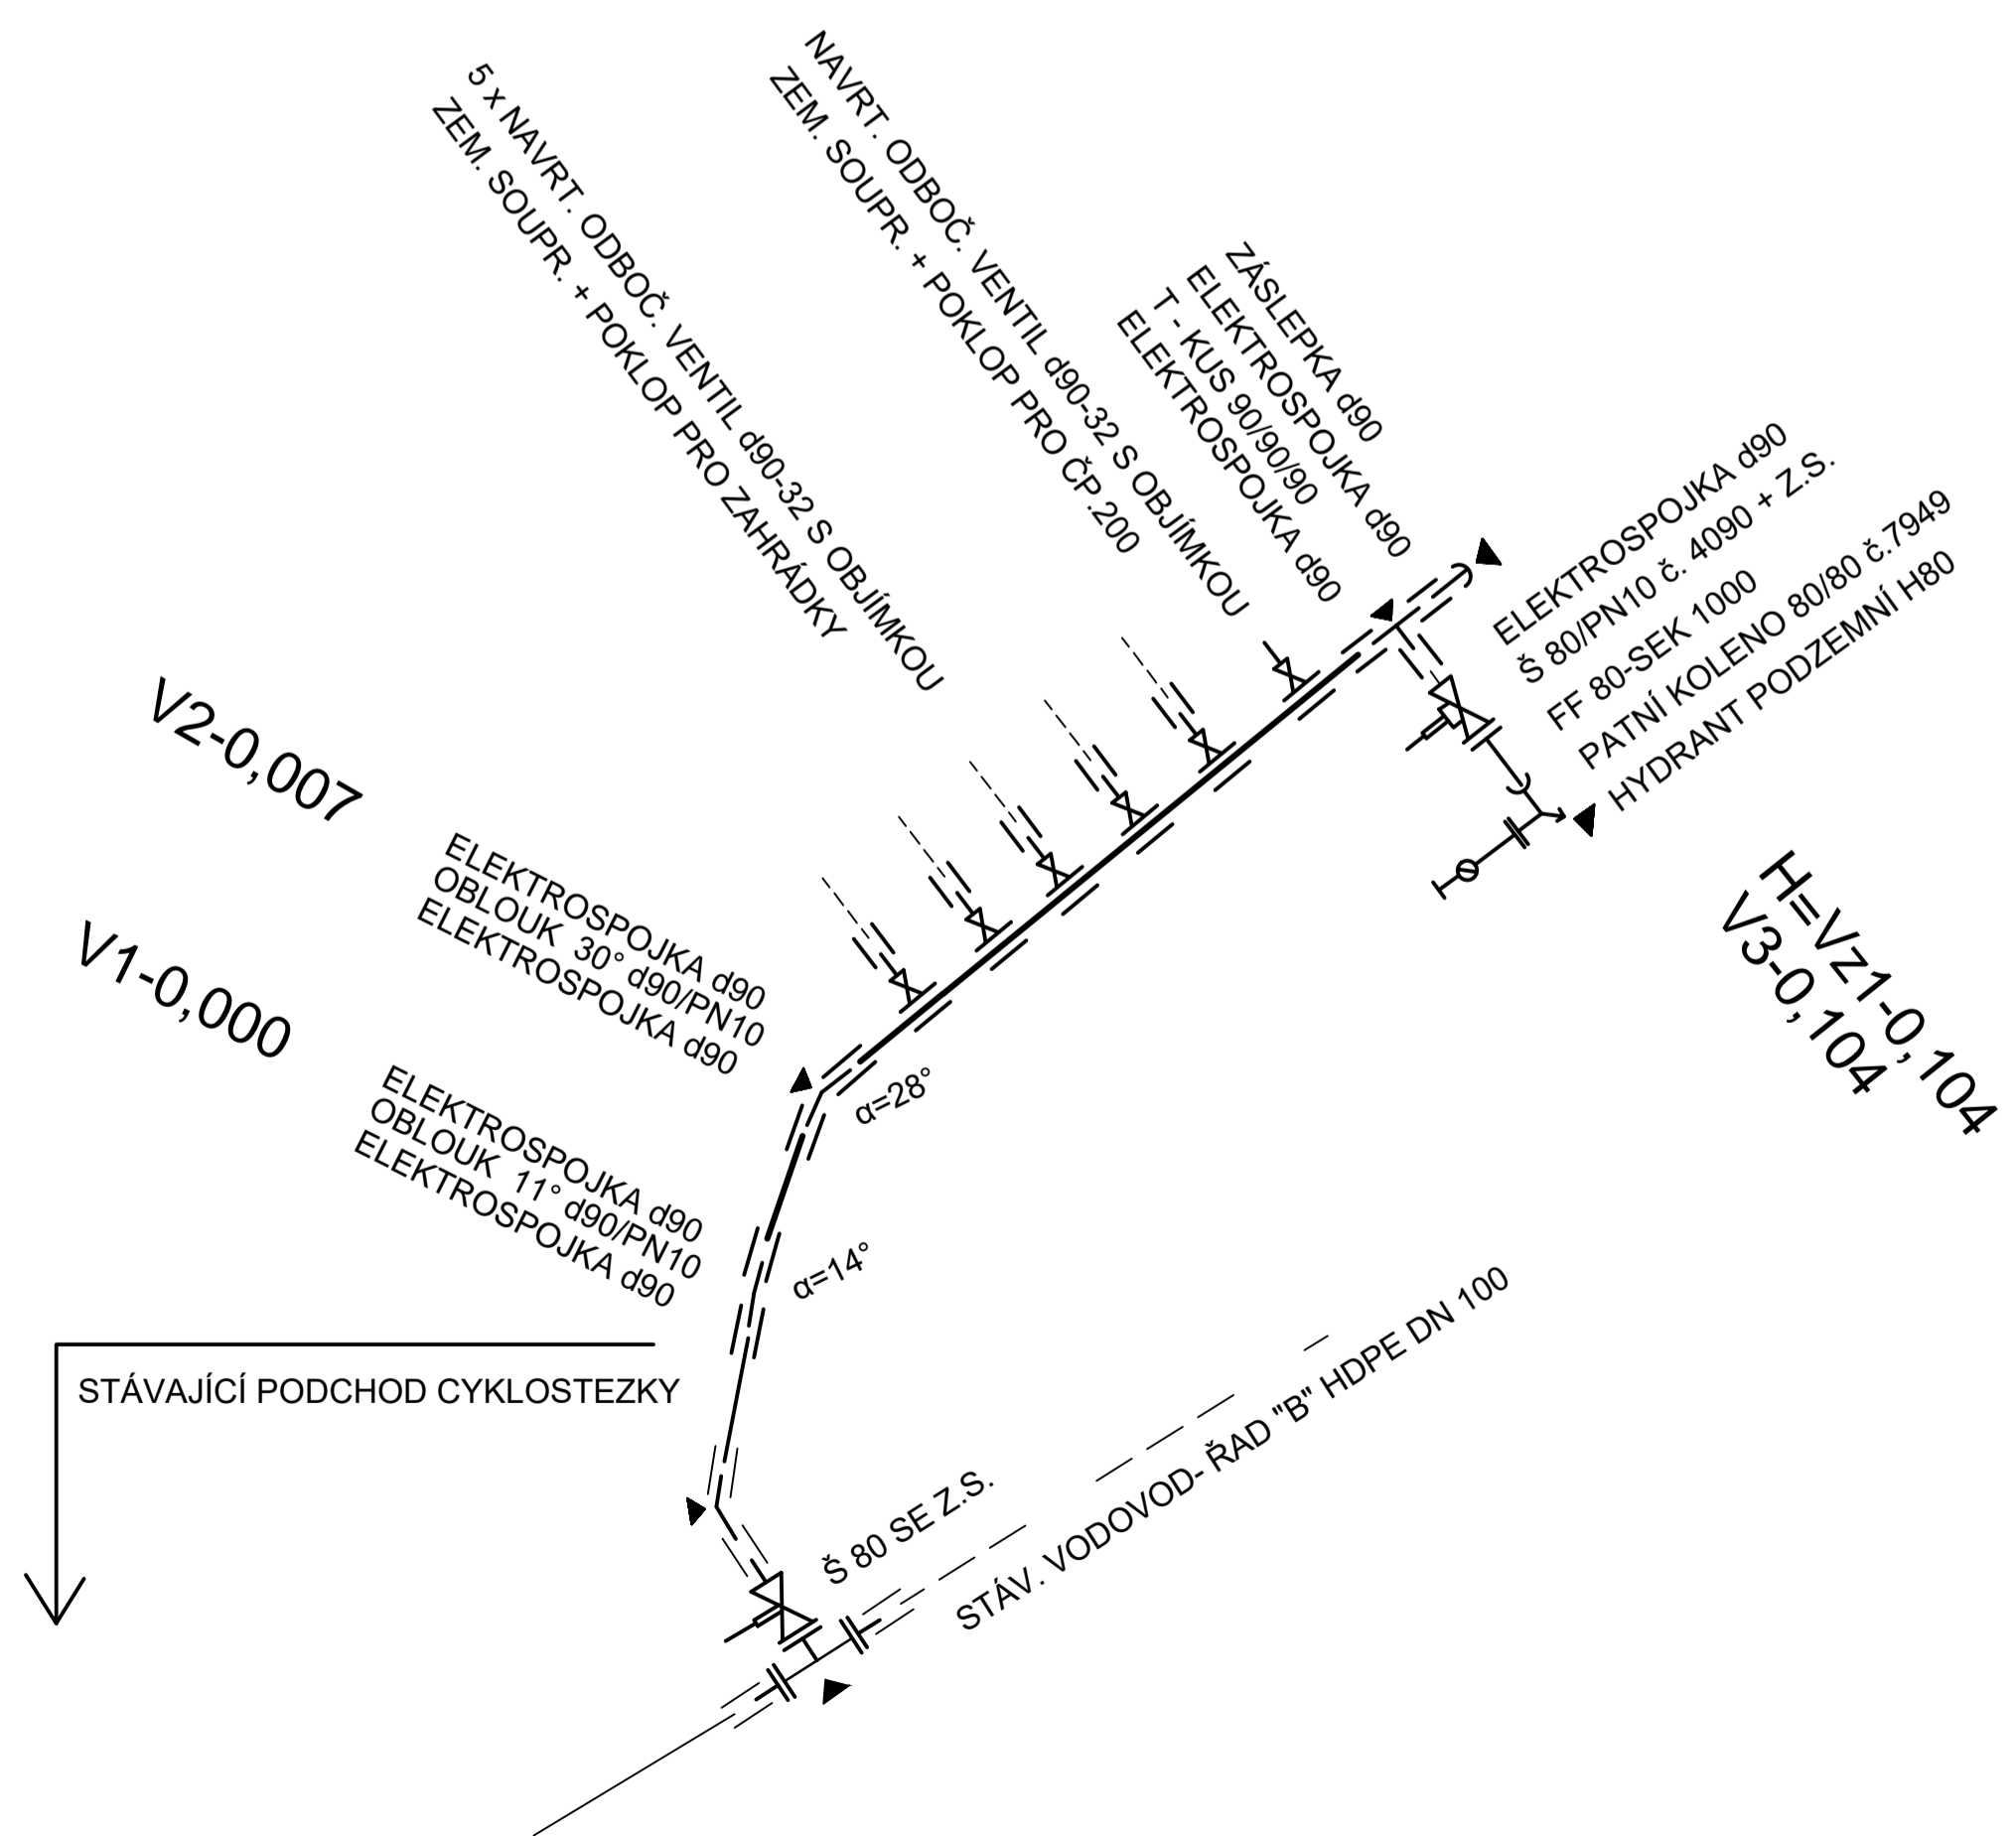 5 x NAVRT. ODBOČ. VENTIL d90-32 S OBJÍMKOU
ZEM. SOUPR. + POKLOP PRO ZAHRÁDKY
NAVRT. ODBOČ. VENTIL d90-32 S OBJÍMKOU
ZEM. SOUPR. + POKLOP PRO ČP.200
ZÁSLEPKA d90
ELEKTROSPOJKA d90
T - KUS 90/90/90
ELEKTROSPOJKA d90
ELEKTROSPOJKA d90
Š 80/PN10 č. 4090 + Z.S.
FF 80-SEK 1000
PATNÍ KOLENO 80/80 č.7949
HYDRANT PODZEMNÍ H80
H=VZ1-0,104
V3-0,104
V2-0,007
ELEKTROSPOJKA d90
OBLOUK 30° d90/PN10
ELEKTROSPOJKA d90
V1-0,000
ELEKTROSPOJKA d90
OBLOUK 11° d90/PN10
ELEKTROSPOJKA d90
α=28°
α=14°
STÁVAJÍCÍ PODCHOD CYKLOSTEZKY
Š 80 SE Z.S.
STÁV. VODOVOD- ŘAD "B" HDPE DN 100